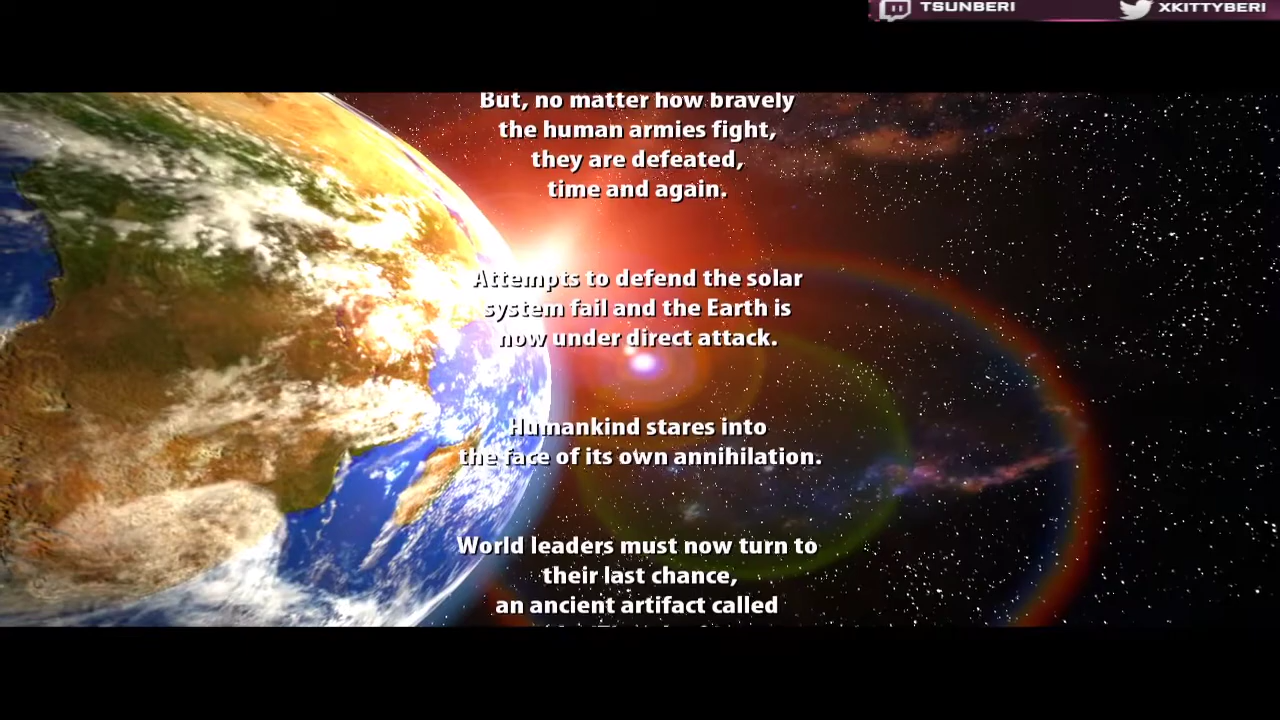 TSUNBERI
XKITTYBERI
But, no matter how bravely
the human armies fight,
they are defeated,
time and again.
Attempts to defend the solar
system fail and the Earth is
now under direct attack.
Humankind stares into
the face of its own annihilation.
World leaders must now turn to
their last chance,
an ancient artifact called